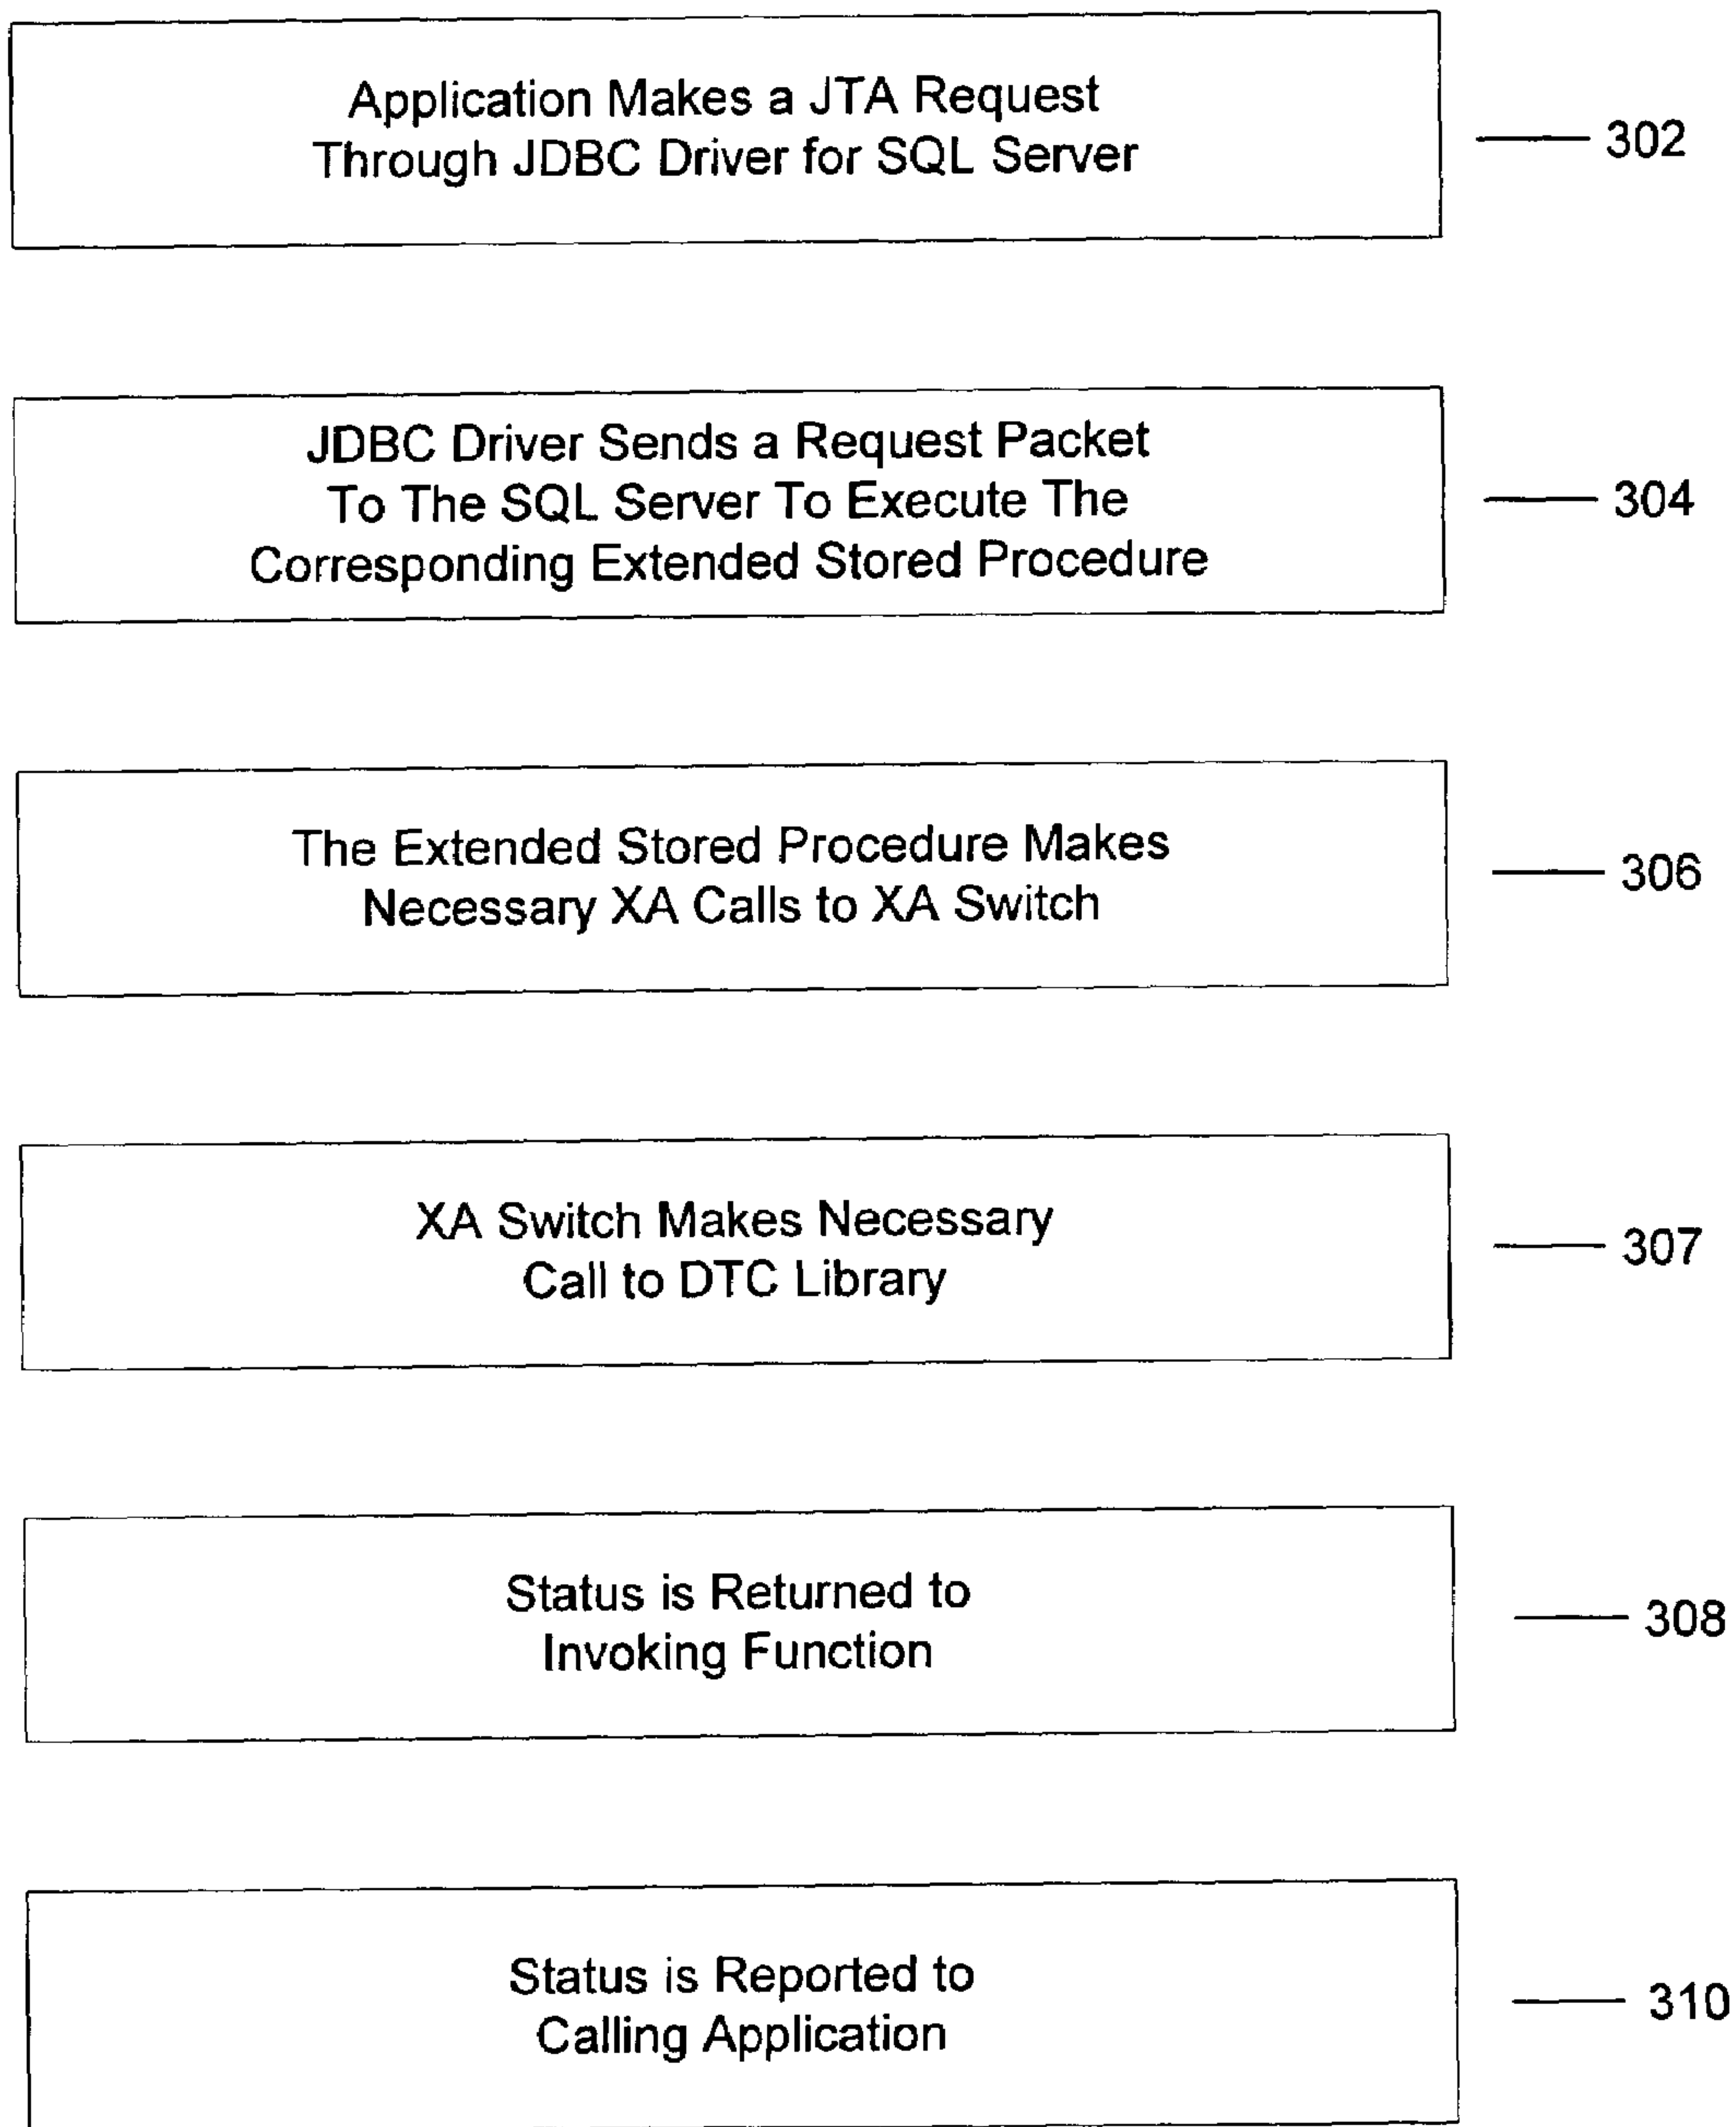 Application Makes a JTA Request
Through JDBC Driver for SQL Server
302
JDBC Driver Sends a Request Packet
To The SQL Server To Execute The
Corresponding Extended Stored Procedure
304
The Extended Stored Procedure Makes
Necessary XA Calls to XA Switch
306
XA Switch Makes Necessary
Call to DTC Library
307
Status is Returned to
Invoking Function
308
Status is Reported to
Calling Application
310